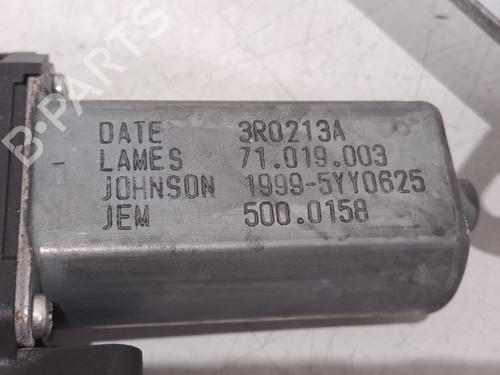 DATE 3R0213A
LAMES 71.019.003
JOHNSON 1999-5YY0625
JEM 500.0158
B-PARTS